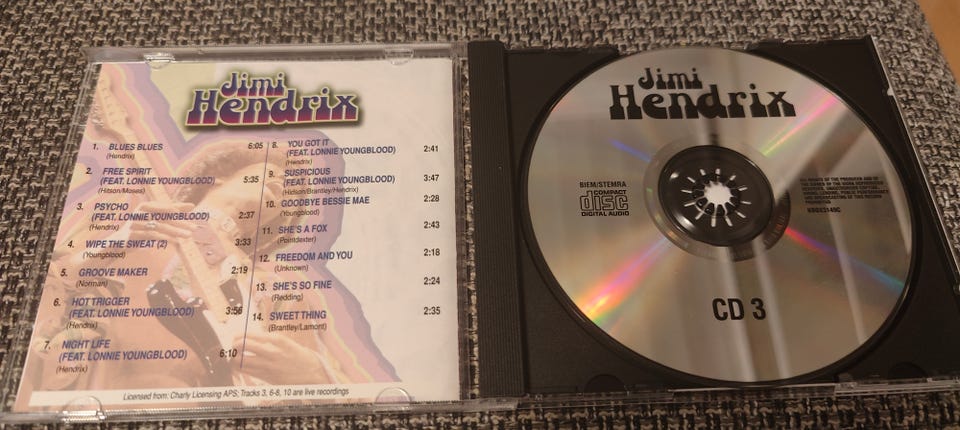 Jimi
Hendrix
1. BLUES BLUES 6:05
(Hendrix)
2. FREE SPIRIT
(FEAT. LONNIE YOUNGBLOOD) 5:35
(Hitson/Moses)
3. PSYCHO
(FEAT. LONNIE YOUNGBLOOD) 2:37
(Hendrix)
4. WIPE THE SWEAT (2) 3:33
(Youngblood)
5. GROOVE MAKER 2:19
(Norman)
6. HOT TRIGGER
(FEAT. LONNIE YOUNGBLOOD) 3:56
(Hendrix)
7. NIGHT LIFE
(FEAT. LONNIE YOUNGBLOOD) 6:10
(Hendrix)
8. YOU GOT IT
(FEAT. LONNIE YOUNGBLOOD) 2:41
(Hendrix)
9. SUSPICIOUS 3:47
(Hidson/Brantley/Hendrix)
10. GOODBYE BESSIE MAE 2:28
(Youngblood)
11. SHE'S A FOX 2:43
(Pointdexter)
12. FREEDOM AND YOU 2:18
(Unknown)
13. SHE'S SO FINE 2:24
(Redding)
14. SWEET THING 2:35
(Brantley/Lamont)
Licensed from: Charly Licensing APS; Tracks 3, 6-8, 10 are live recordings
Jimi
Hendrix
BIEM/STEMRA
COMPACT
disc
DIGITAL AUDIO
CD 3